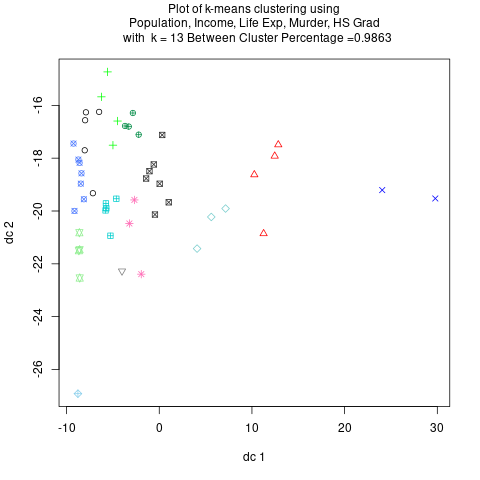 Plot of k-means clustering using
Population, Income, Life Exp, Murder, HS Grad
with  k = 13 Between Cluster Percentage =0.9863
-16
-18
-20
-22
-24
-26
dc 2
-10 0 10 20 30
dc 1